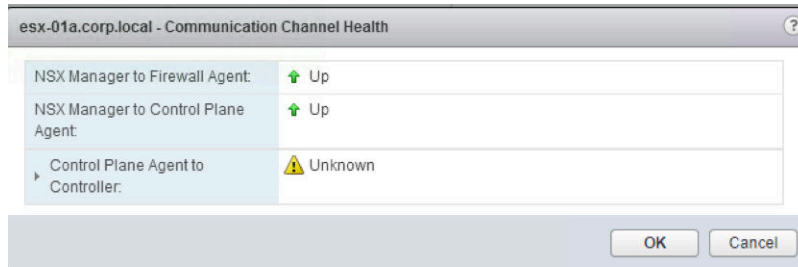 esx-01a.corp.local - Communication Channel Health
?
NSX Manager to Firewall Agent: Up
NSX Manager to Control Plane
Agent: Up
Control Plane Agent to
Controller: Unknown
OK Cancel